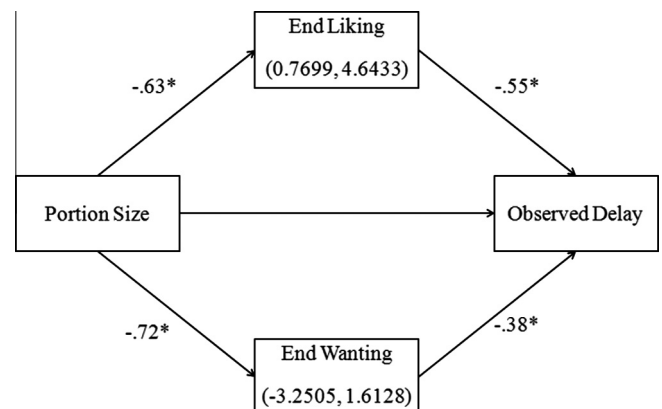 End Liking
(0.7699, 4.6433)
-.63*
-.55*
Portion Size
Observed Delay
-.72*
-.38*
End Wanting
(-3.2505, 1.6128)